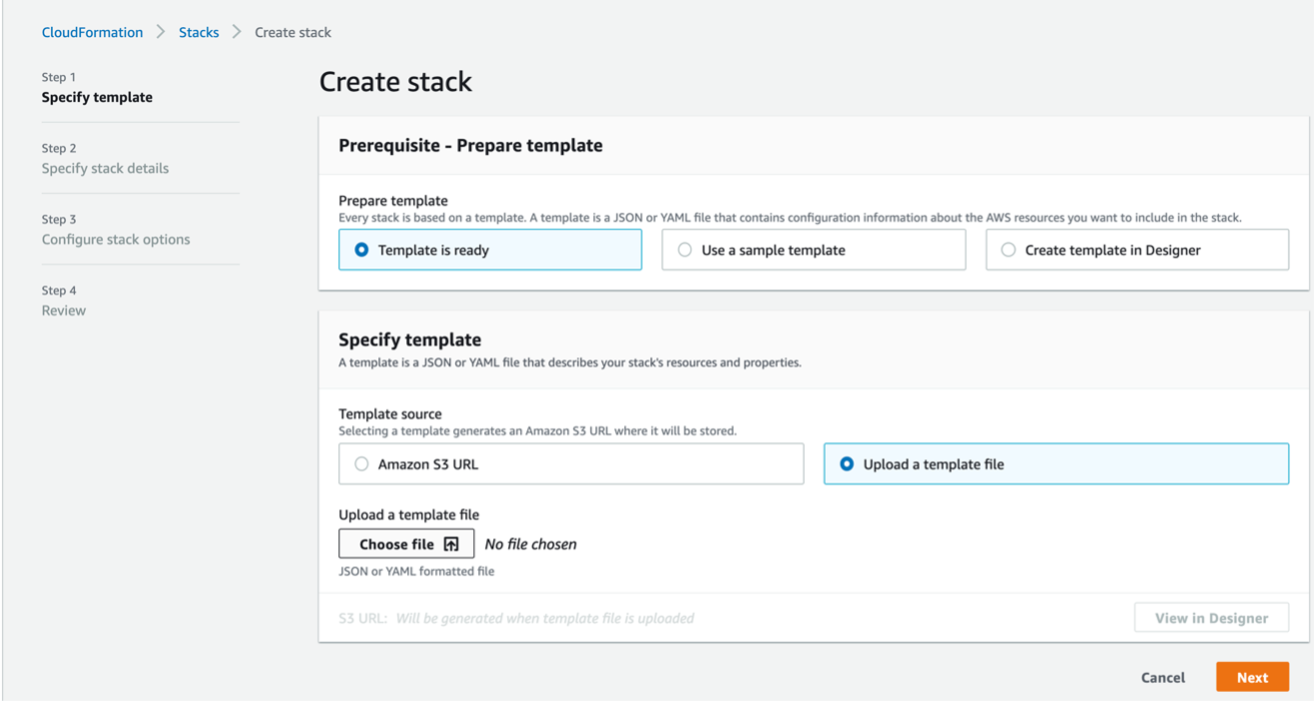 CloudFormation > Stacks > Create stack
Step 1
Specify template
Step 2
Specify stack details
Step 3
Configure stack options
Step 4
Review
Create stack
Prerequisite - Prepare template
Prepare template
Every stack is based on a template. A template is a JSON or YAML file that contains configuration information about the AWS resources you want to include in the stack.
Template is ready
Use a sample template
Create template in Designer
Specify template
A template is a JSON or YAML file that describes your stack's resources and properties.
Template source
Selecting a template generates an Amazon S3 URL where it will be stored.
Amazon S3 URL
Upload a template file
Upload a template file
Choose file No file chosen
JSON or YAML formatted file
S3 URL: Will be generated when template file is uploaded
View in Designer
Cancel
Next